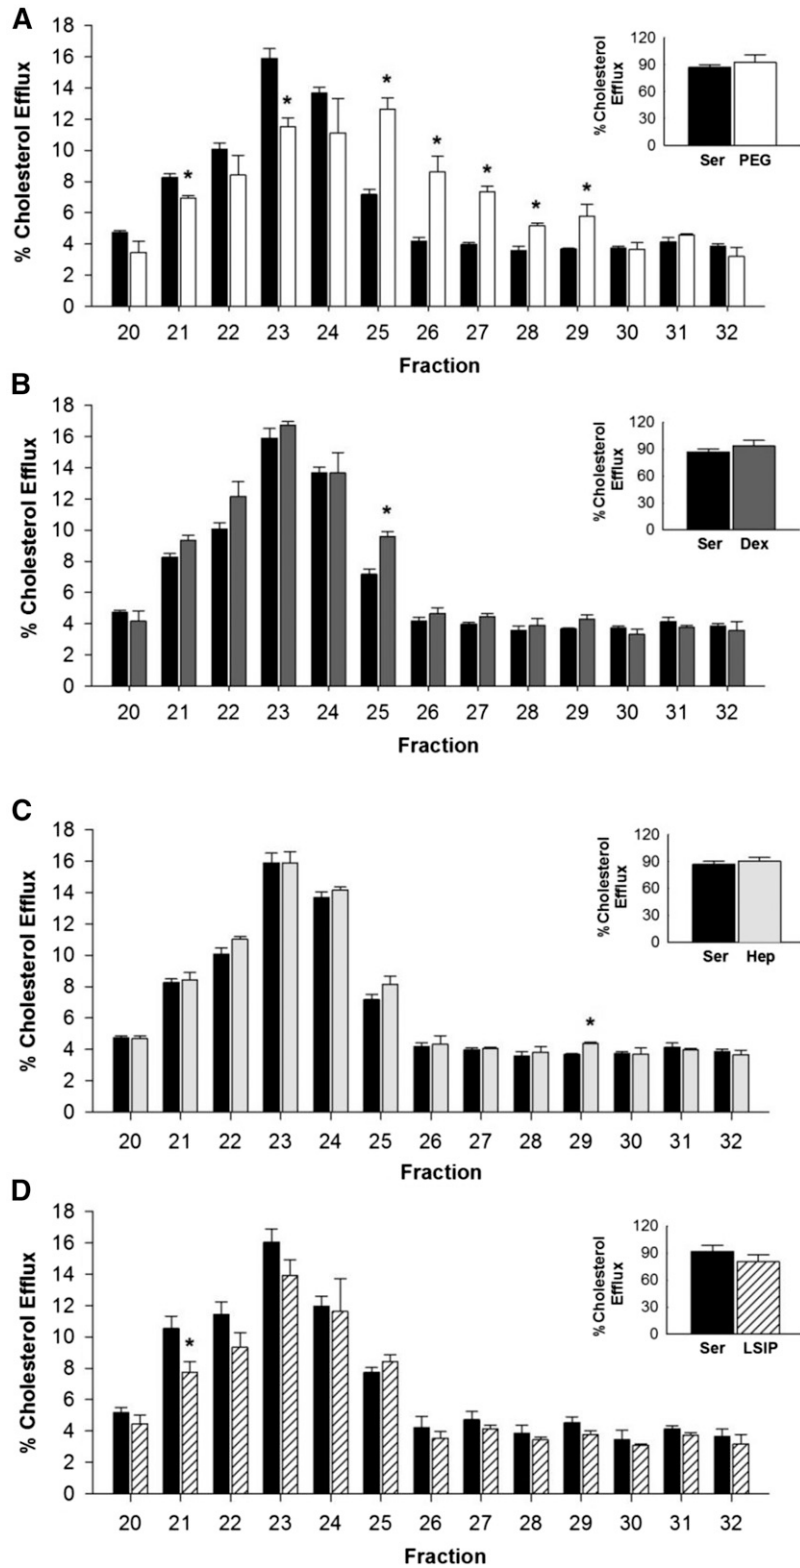 A
% Cholesterol Efflux
18
16
14
12
10
8
6
4
2
0
* * * * * * *
20 21 22 23 24 25 26 27 28 29 30 31 32
Fraction
% Cholesterol
Efflux
120
90
60
30
0
Ser PEG
B
% Cholesterol Efflux
18
16
14
12
10
8
6
4
2
0
*
20 21 22 23 24 25 26 27 28 29 30 31 32
Fraction
% Cholesterol
Efflux
120
90
60
30
0
Ser Dex
C
% Cholesterol Efflux
18
16
14
12
10
8
6
4
2
0
*
20 21 22 23 24 25 26 27 28 29 30 31 32
Fraction
% Cholesterol
Efflux
120
90
60
30
0
Ser Hep
D
% Cholesterol Efflux
18
16
14
12
10
8
6
4
2
0
*
20 21 22 23 24 25 26 27 28 29 30 31 32
Fraction
% Cholesterol
Efflux
120
90
60
30
0
Ser LSIP